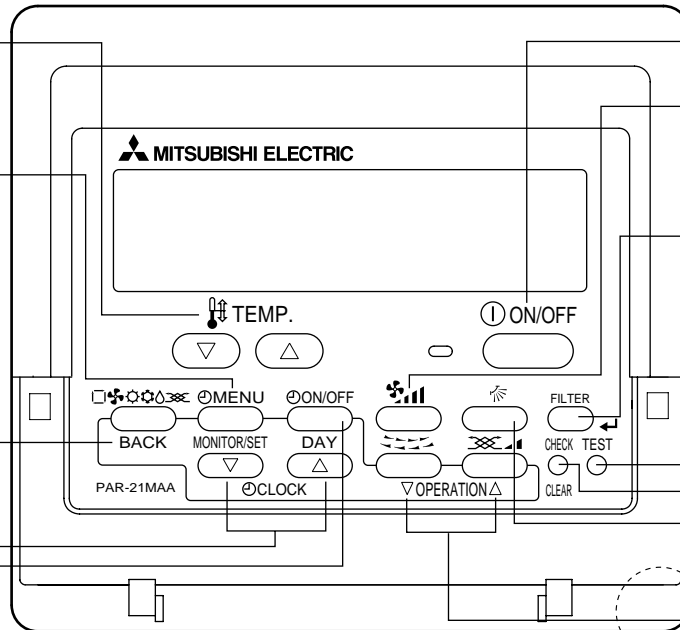 MITSUBISHI ELECTRIC
TEMP.
ON/OFF
MENU
ON/OFF
FILTER
BACK
MONITOR/SET
DAY
CHECK
TEST
PAR-21MAA
CLOCK
OPERATION
CLEAR